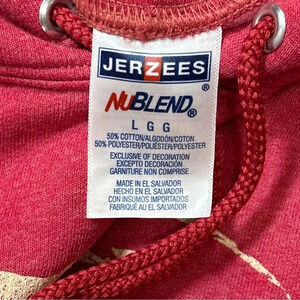 JERZEES
®
NUBLEND®
L G G
50% COTTON/ALGODÓN/COTON
50% POLYESTER/POLIÉSTER/POLYESTER
EXCLUSIVE OF DECORATION
EXCEPTO DECORACIÓN
GARNITURE NON COMPRISE
MADE IN EL SALVADOR
HECHO EN EL SALVADOR
CON INSUMOS IMPORTADOS
FABRIQUÉ AU EL SALVADOR